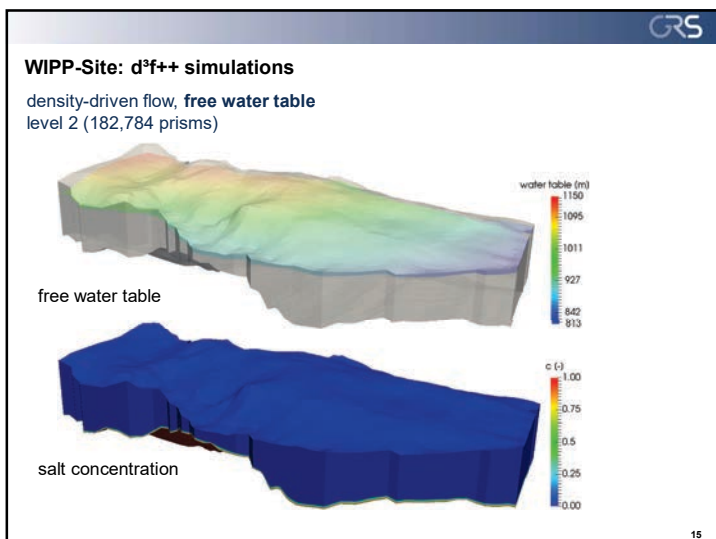 GRS
WIPP-Site: d³f++ simulations
density-driven flow, free water table
level 2 (182,784 prisms)
water table (m)
1150
1095
1011
927
842
813
free water table
c (-)
1.00
0.75
0.5
0.25
0.00
salt concentration
15